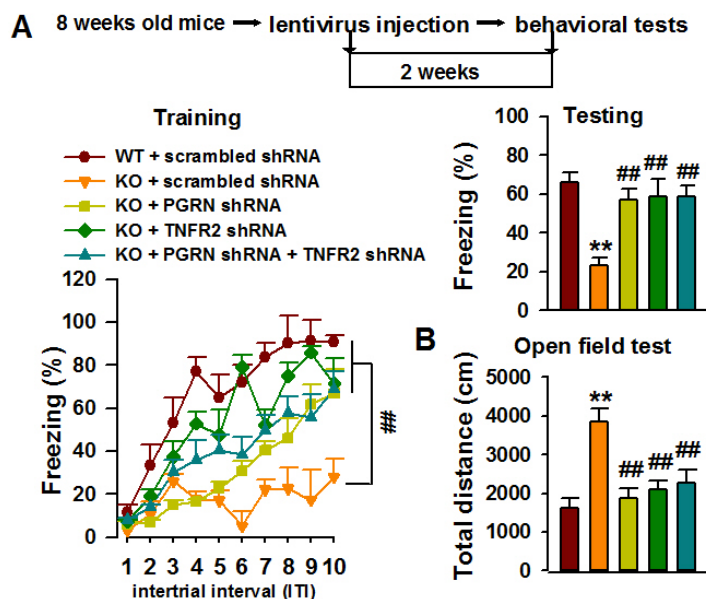 A
8 weeks old mice lentivirus injection behavioral tests
2 weeks
Training
WT + scrambled shRNA
KO + scrambled shRNA
KO + PGRN shRNA
KO + TNFR2 shRNA
KO + PGRN shRNA + TNFR2 shRNA
Freezing (%)
120
100
80
60
40
20
0
1 2 3 4 5 6 7 8 9 10
intertrial interval (ITI)
##
Testing
Freezing (%)
100
80
60
40
20
0
** ## ## ##
B
Open field test
Total distance (cm)
5000
4000
3000
2000
1000
0
** ## ## ##